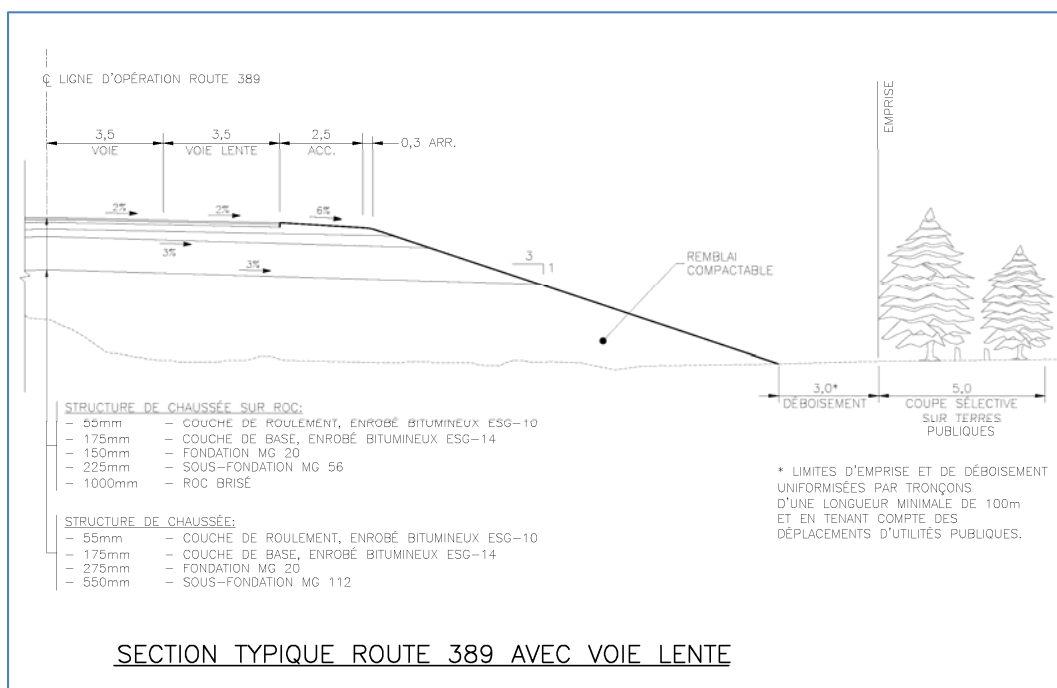 ℄ LIGNE D'OPÉRATION ROUTE 389
EMPRISE
3,5
VOIE
3,5
VOIE LENTE
2,5
ACC.
0,3 ARR.
2%
2%
6%
3%
3%
3
1
REMBLAI
COMPACTABLE
3,0*
DÉBOISEMENT
5,0
COUPE SÉLECTIVE
SUR TERRES
PUBLIQUES
STRUCTURE DE CHAUSSÉE SUR ROC:
- 55mm - COUCHE DE ROULEMENT, ENROBÉ BITUMINEUX ESG-10
- 175mm - COUCHE DE BASE, ENROBÉ BITUMINEUX ESG-14
- 150mm - FONDATION MG 20
- 225mm - SOUS-FONDATION MG 56
- 1000mm - ROC BRISÉ
STRUCTURE DE CHAUSSÉE:
- 55mm - COUCHE DE ROULEMENT, ENROBÉ BITUMINEUX ESG-10
- 175mm - COUCHE DE BASE, ENROBÉ BITUMINEUX ESG-14
- 275mm - FONDATION MG 20
- 550mm - SOUS-FONDATION MG 112
* LIMITES D'EMPRISE ET DE DÉBOISEMENT
UNIFORMISÉES PAR TRONÇONS
D'UNE LONGUEUR MINIMALE DE 100m
ET EN TENANT COMPTE DES
DÉPLACEMENTS D'UTILITÉS PUBLIQUES.
SECTION TYPIQUE ROUTE 389 AVEC VOIE LENTE